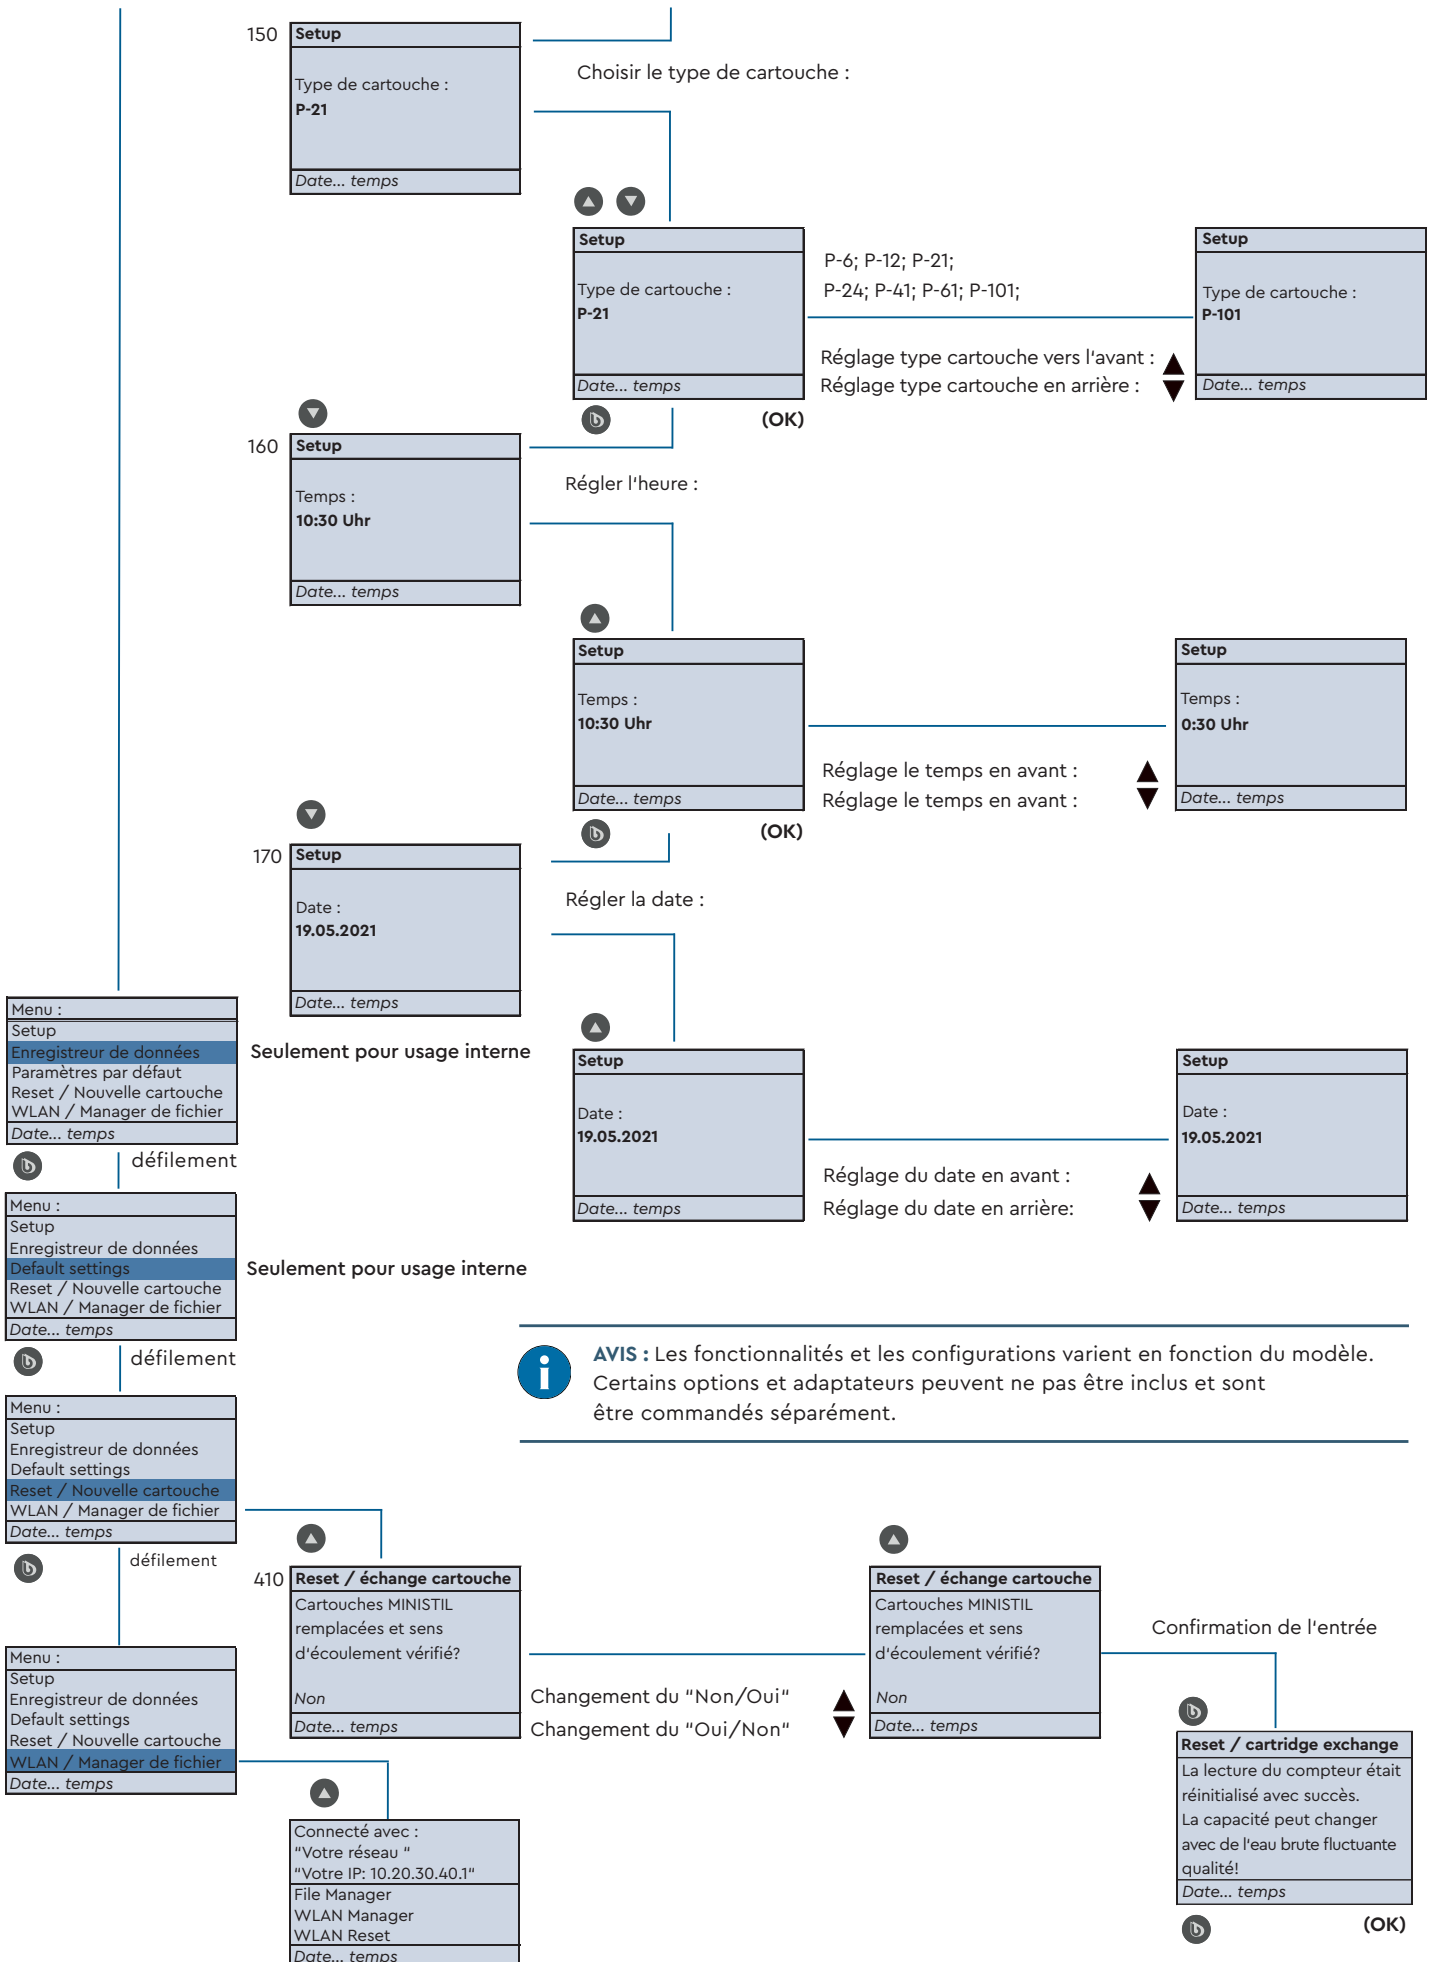 150
Setup
Type de cartouche :
P-21
Date... temps
Choisir le type de cartouche :
Setup
Type de cartouche :
P-21
Date... temps
(OK)
P-6; P-12; P-21;
P-24; P-41; P-61; P-101;
Réglage type cartouche vers l'avant :
Réglage type cartouche en arrière :
Setup
Type de cartouche :
P-101
Date... temps
160
Setup
Temps :
10:30 Uhr
Date... temps
Régler l'heure :
Setup
Temps :
10:30 Uhr
Date... temps
(OK)
Réglage le temps en avant :
Réglage le temps en avant :
Setup
Temps :
0:30 Uhr
Date... temps
170
Setup
Date :
19.05.2021
Date... temps
Régler la date :
Setup
Date :
19.05.2021
Date... temps
Réglage du date en avant :
Réglage du date en arrière:
Setup
Date :
19.05.2021
Date... temps
Menu :
Setup
Enregistreur de données
Paramètres par défaut
Reset / Nouvelle cartouche
WLAN / Manager de fichier
Date... temps
Seulement pour usage interne
défilement
Menu :
Setup
Enregistreur de données
Default settings
Reset / Nouvelle cartouche
WLAN / Manager de fichier
Date... temps
Seulement pour usage interne
défilement
AVIS : Les fonctionnalités et les configurations varient en fonction du modèle.
Certains options et adaptateurs peuvent ne pas être inclus et sont
être commandés séparément.
Menu :
Setup
Enregistreur de données
Default settings
Reset / Nouvelle cartouche
WLAN / Manager de fichier
Date... temps
défilement
410
Reset / échange cartouche
Cartouches MINISTIL
remplacées et sens
d'écoulement vérifié?
Non
Date... temps
Changement du "Non/Oui"
Changement du "Oui/Non"
Reset / échange cartouche
Cartouches MINISTIL
remplacées et sens
d'écoulement vérifié?
Non
Date... temps
Confirmation de l'entrée
Reset / cartridge exchange
La lecture du compteur était
réinitialisé avec succès.
La capacité peut changer
avec de l'eau brute fluctuante
qualité!
Date... temps
(OK)
Menu :
Setup
Enregistreur de données
Default settings
Reset / Nouvelle cartouche
WLAN / Manager de fichier
Date... temps
Connecté avec :
"Votre réseau "
"Votre IP: 10.20.30.40.1"
File Manager
WLAN Manager
WLAN Reset
Date... temps